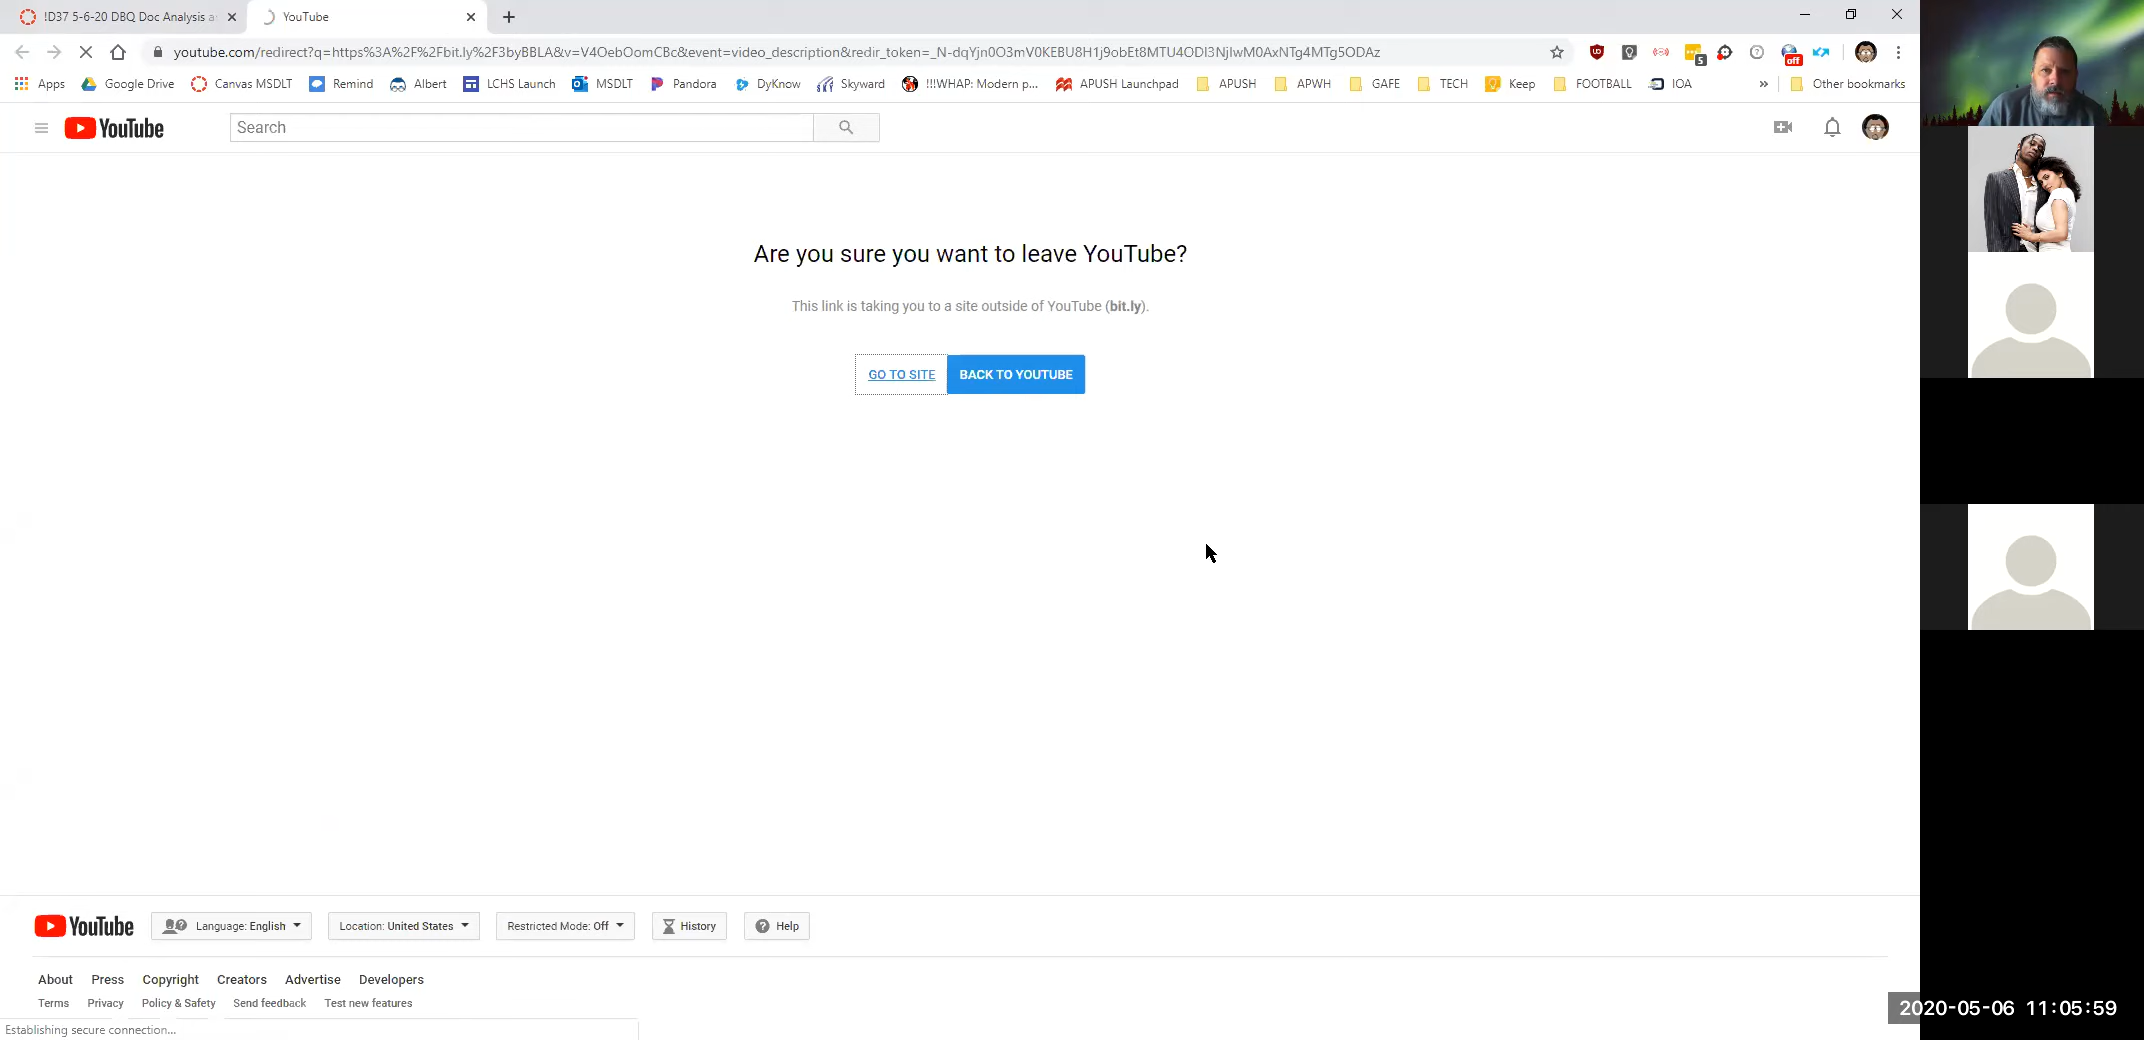 !D37 5-6-20 DBQ Doc Analysis a
YouTube
youtube.com/redirect?q=https%3A%2F%2Fbit.ly%2F3byBBLA&v=V4OebOomCBc&event=video_description&redir_token=_N-dqYjn0O3mV0KEBU8H1j9obEt8MTU4ODI3NjIwM0AxNTg4MTg5ODAz
5
off
Apps
Google Drive
Canvas MSDLT
Remind
Albert
LCHS Launch
MSDLT
Pandora
DyKnow
Skyward
!!!WHAP: Modern p...
APUSH Launchpad
APUSH
APWH
GAFE
TECH
Keep
FOOTBALL
IOA
»
Other bookmarks
YouTube
Search
Are you sure you want to leave YouTube?
This link is taking you to a site outside of YouTube (bit.ly).
GO TO SITE
BACK TO YOUTUBE
YouTube
Language: English
Location: United States
Restricted Mode: Off
History
Help
About Press Copyright Creators Advertise Developers
Terms Privacy Policy & Safety Send feedback Test new features
Establishing secure connection...
2020-05-06 11:05:59